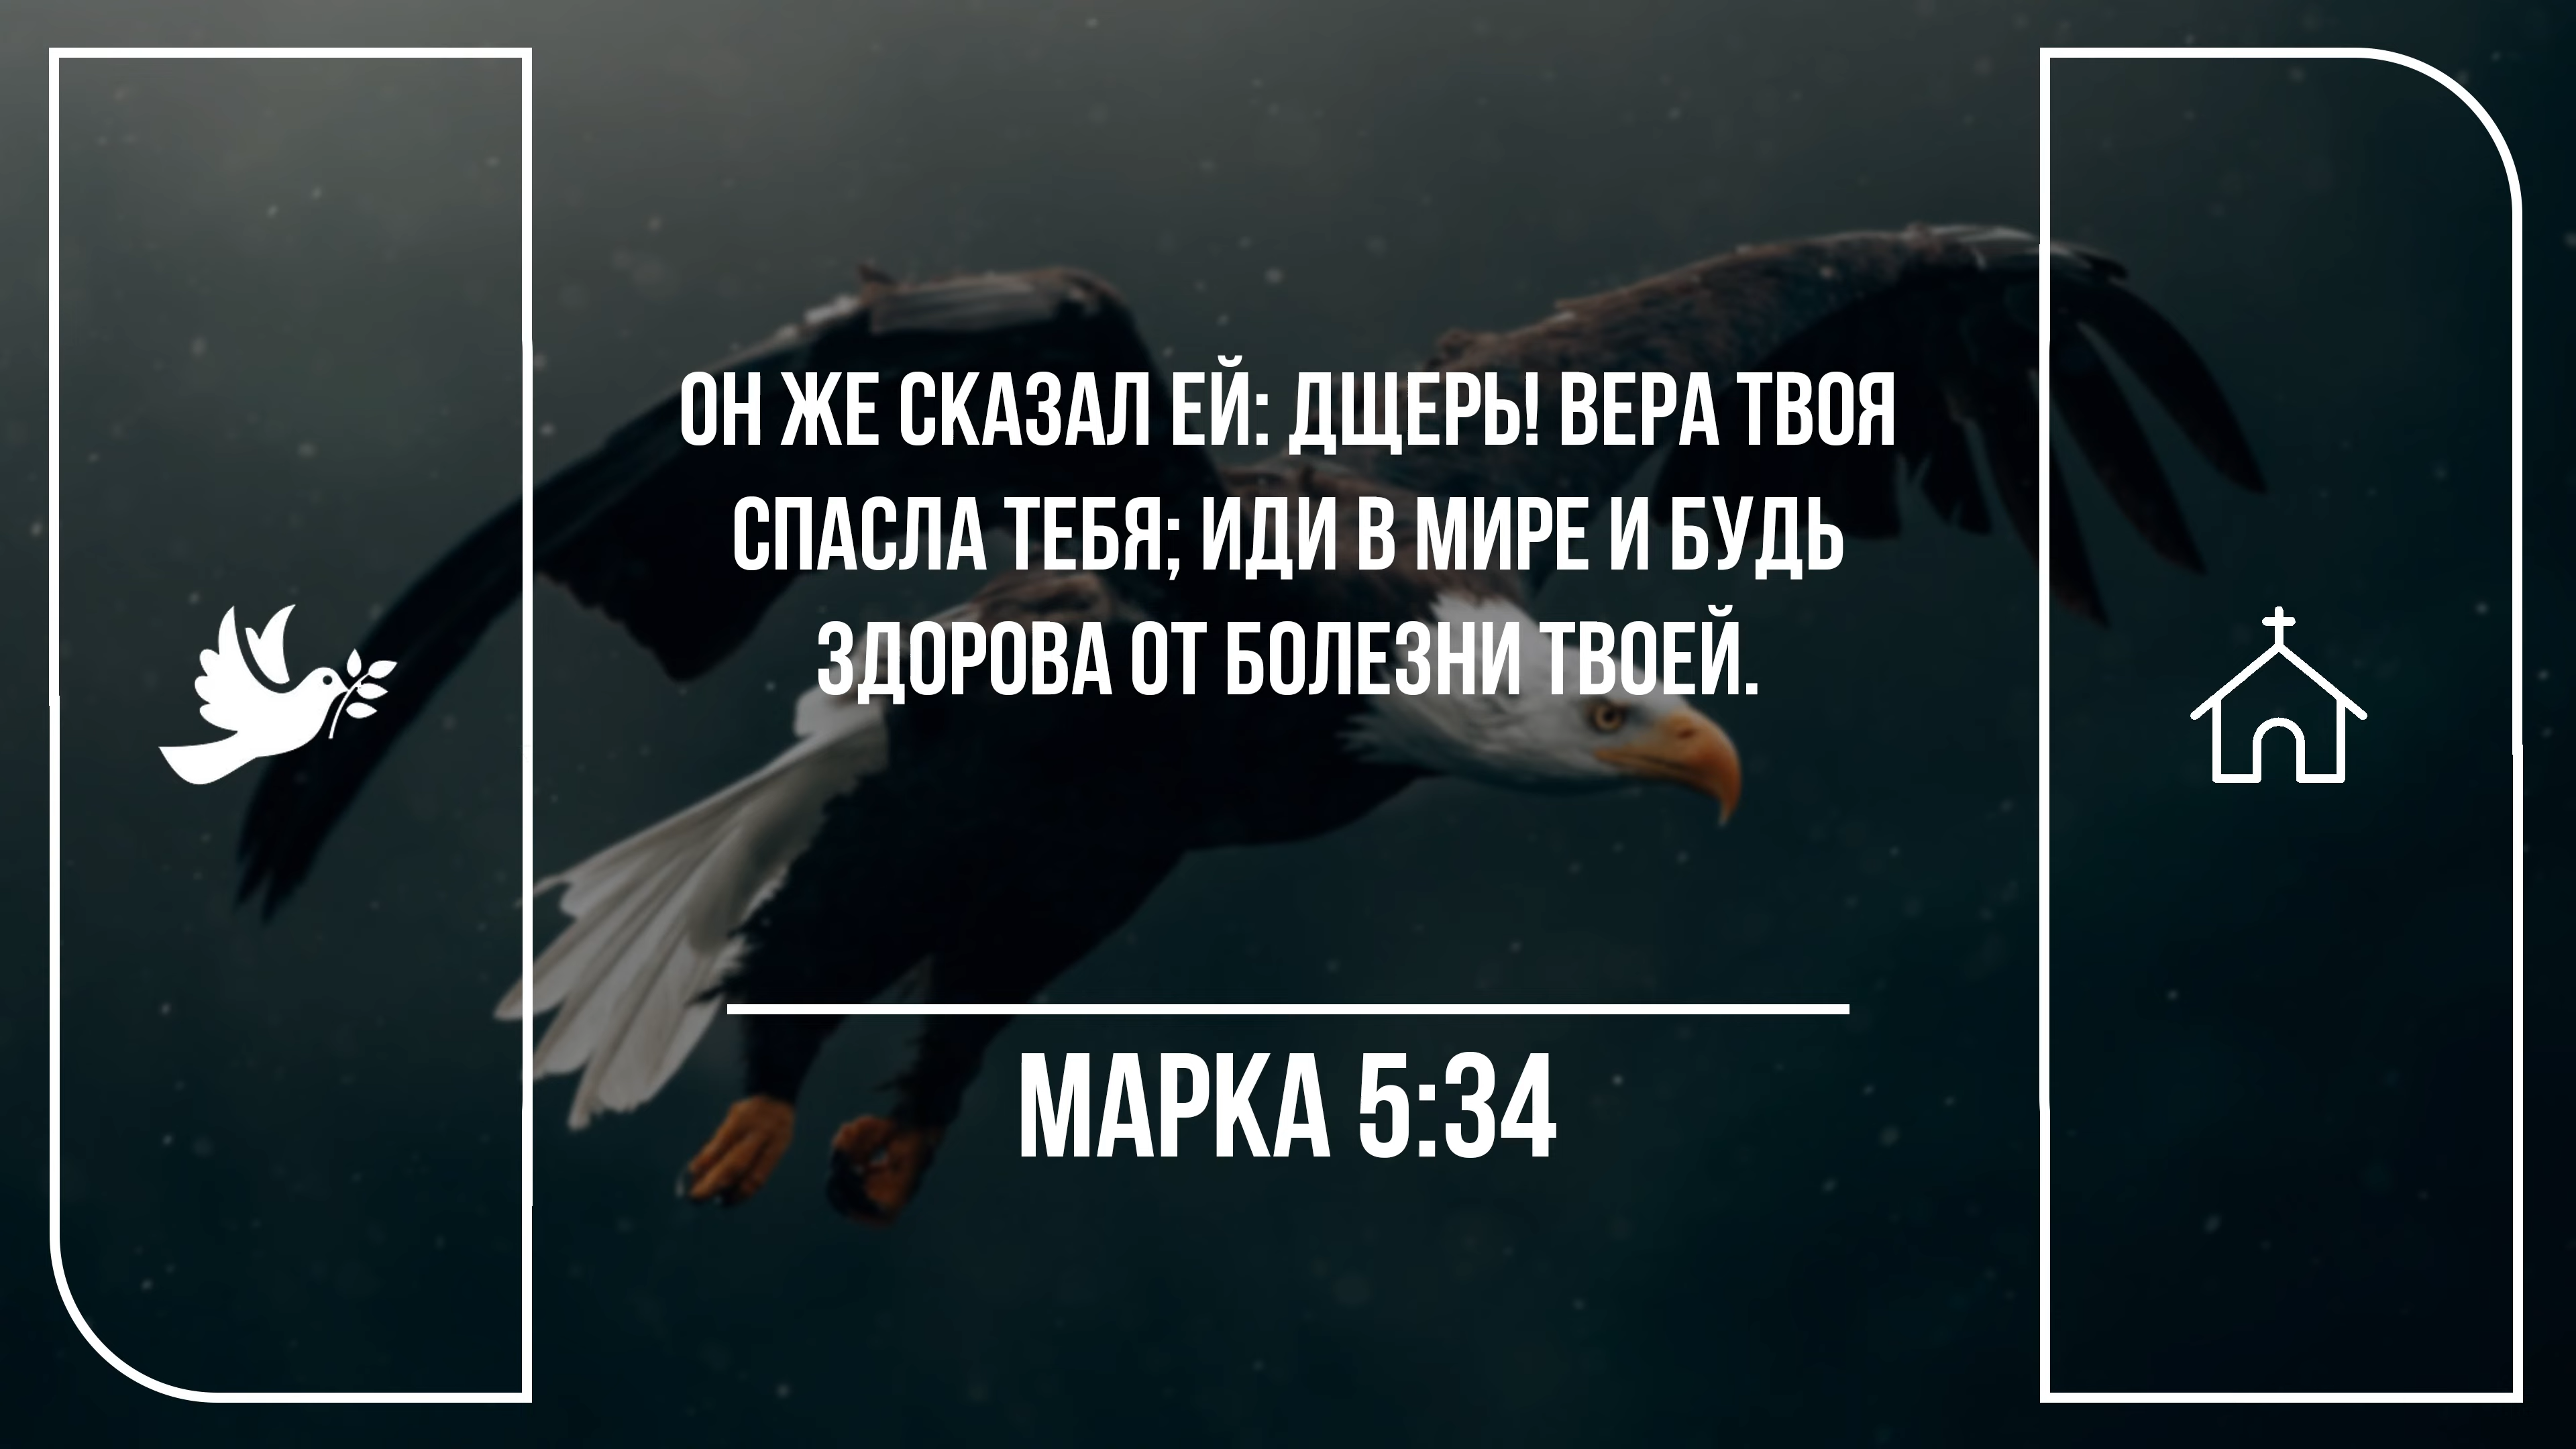 ОН ЖЕ СКАЗАЛ ЕЙ: ДЩЕРЬ! ВЕРА ТВОЯ
СПАСЛА ТЕБЯ; ИДИ В МИРЕ И БУДЬ
ЗДОРОВА ОТ БОЛЕЗНИ ТВОЕЙ.
МАРКА 5:34